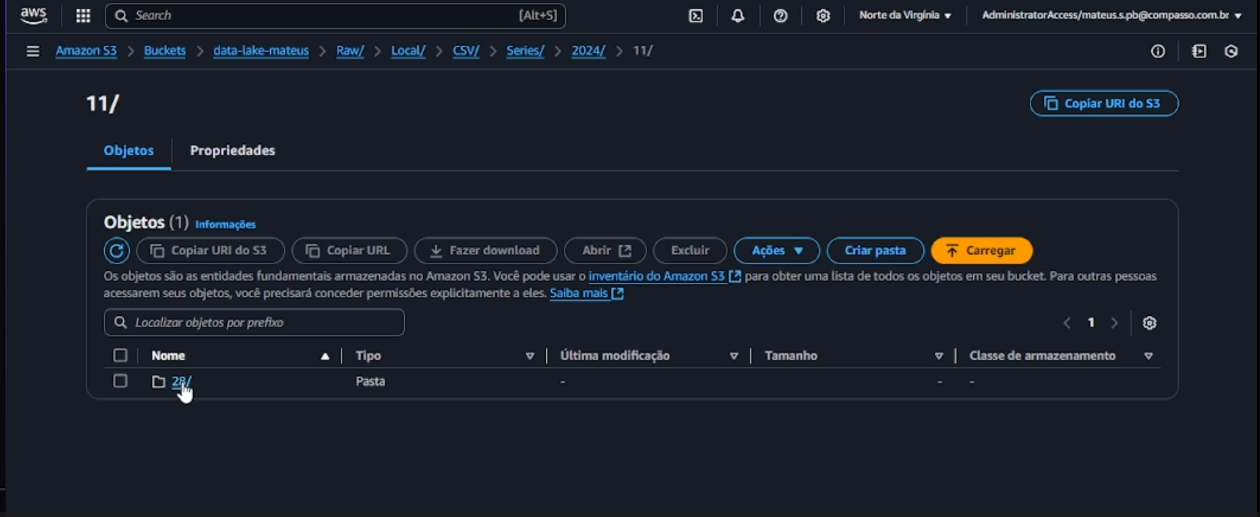 aws Search [Alt+S] Norte da Virgínia AdministratorAccess/mateus.s.pb@compasso.com.br
Amazon S3 > Buckets > data-lake-mateus > Raw/ > Local/ > CSV/ > Series/ > 2024/ > 11/
11/ Copiar URI do S3
Objetos Propriedades
Objetos (1) Informações
Copiar URI do S3 Copiar URL Fazer download Abrir Excluir Ações Criar pasta Carregar
Os objetos são as entidades fundamentais armazenadas no Amazon S3. Você pode usar o inventário do Amazon S3 para obter uma lista de todos os objetos em seu bucket. Para outras pessoas
acessarem seus objetos, você precisará conceder permissões explicitamente a eles. Saiba mais
Localizar objetos por prefixo < 1 >
Nome Tipo Última modificação Tamanho Classe de armazenamento
28/ Pasta - - -